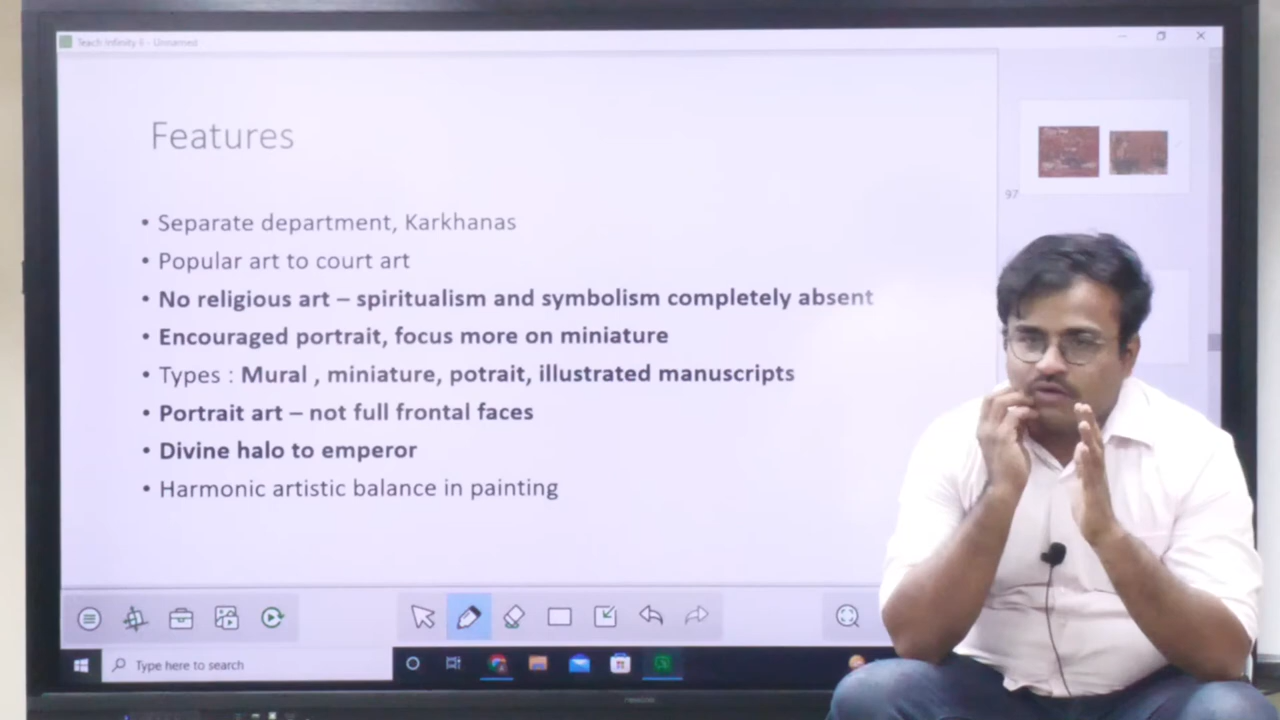 Teach Infinity 6 - Unnamed
Features
• Separate department, Karkhanas
• Popular art to court art
• No religious art – spiritualism and symbolism completely absent
• Encouraged portrait, focus more on miniature
• Types : Mural , miniature, potrait, illustrated manuscripts
• Portrait art – not full frontal faces
• Divine halo to emperor
• Harmonic artistic balance in painting
97
Type here to search